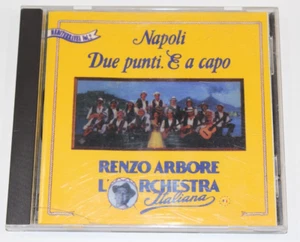 Napoli
Due punti. E a capo
RENZO ARBORE
L'ORCHESTRA
Italiana